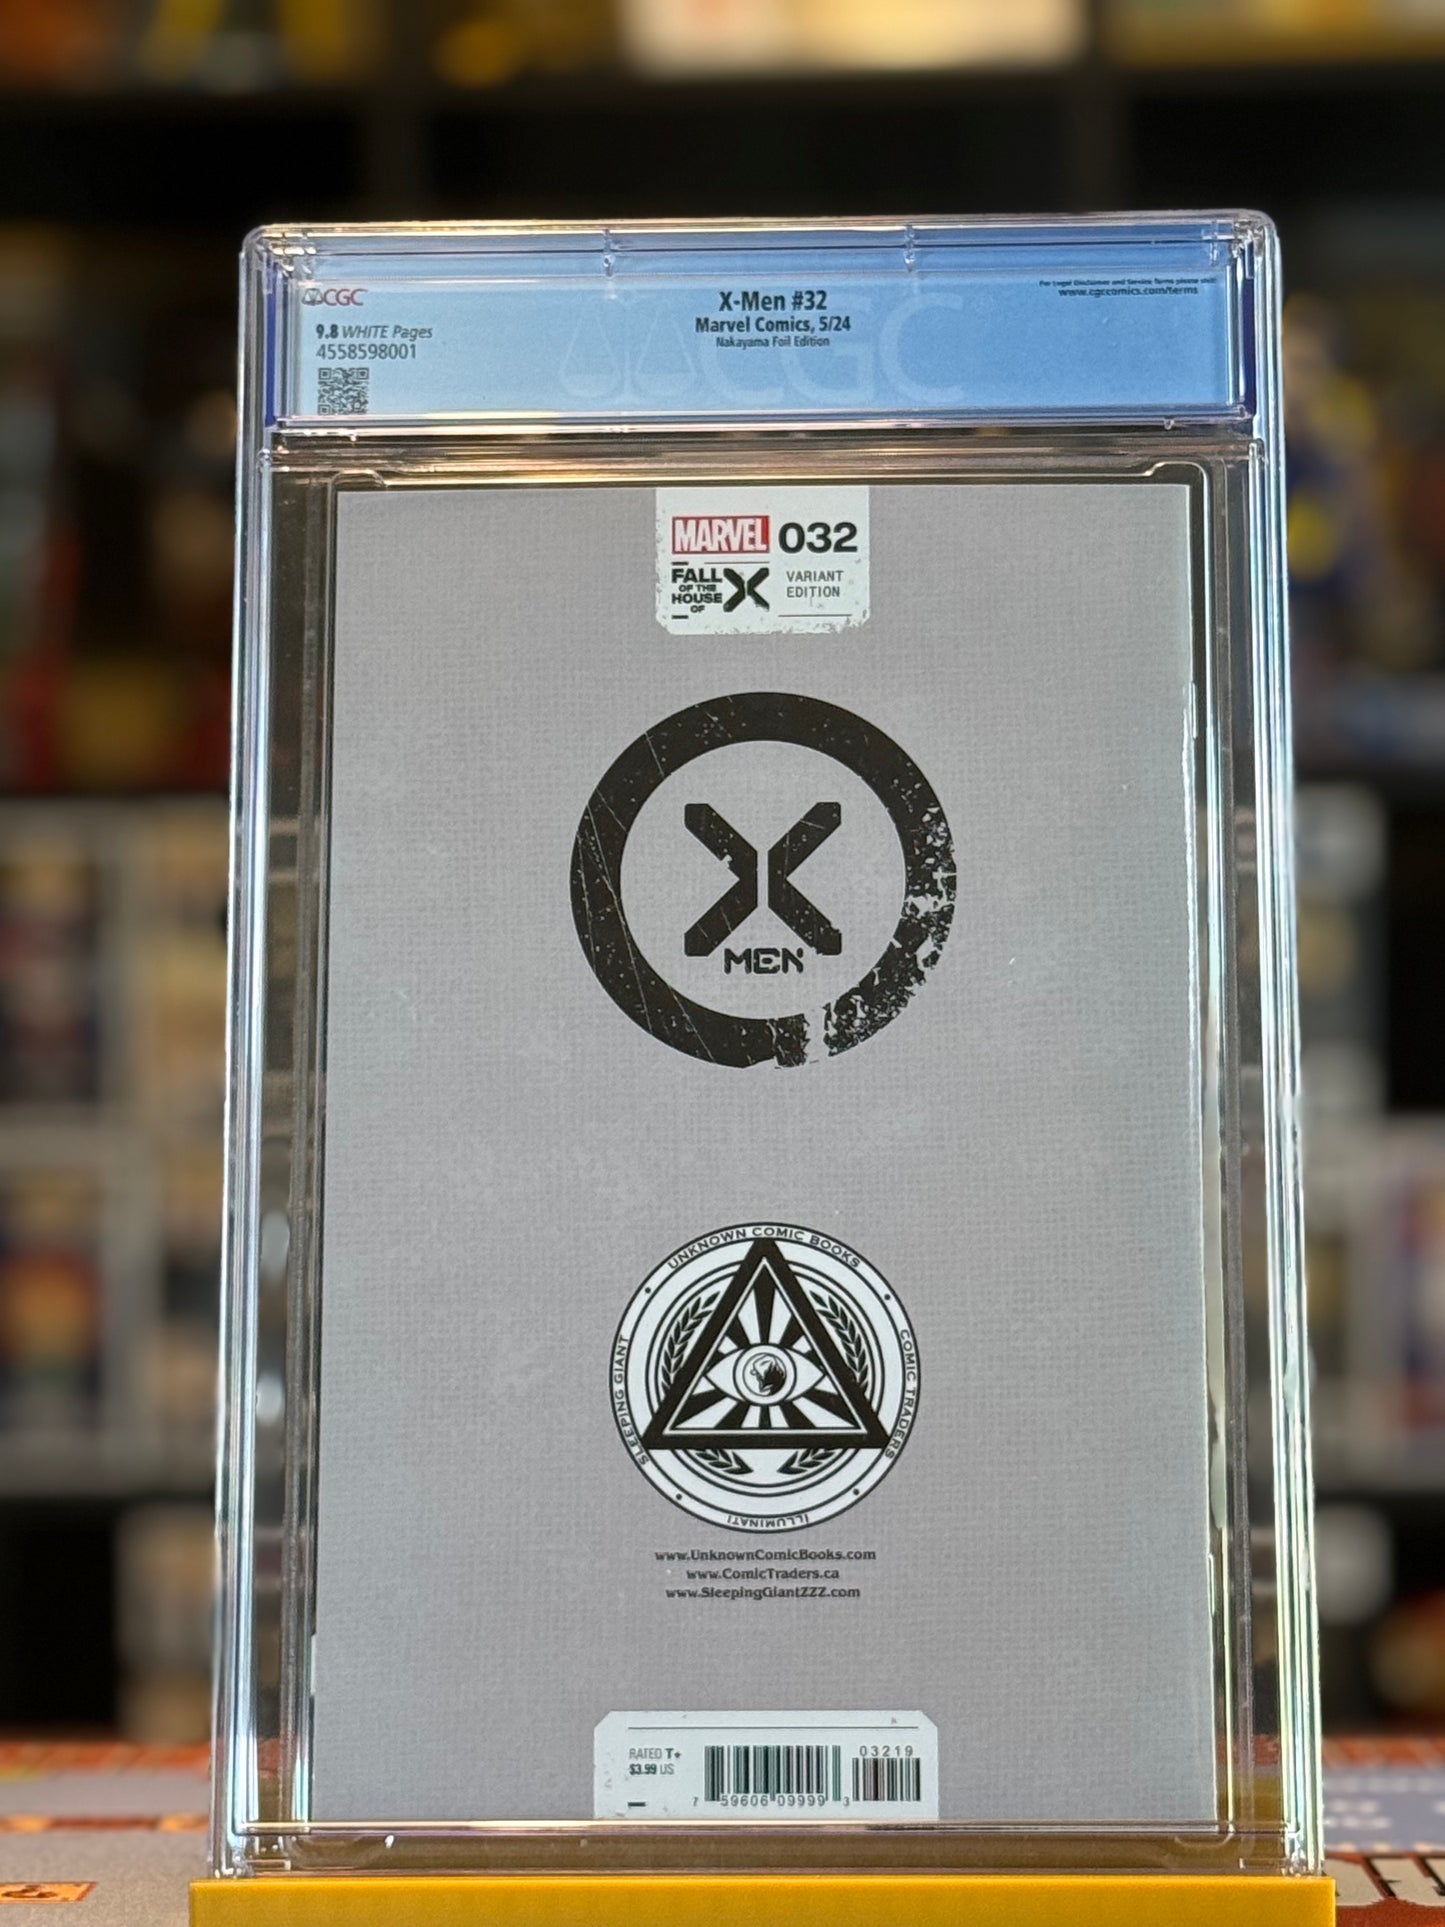 CGC
9.8 WHITE Pages
4558598001
X-Men #32
Marvel Comics, 5/24
Nakayama Foil Edition
For Legal Disclaimer and Service Terms please visit:
www.cgccomics.com/terms
CGC
MARVEL 032
FALL OF THE HOUSE OF X
VARIANT EDITION
X
MEN
UNKNOWN COMIC BOOKS
COMIC TRADERS
ILLUMINATI
SLEEPING GIANT
www.UnknownComicBooks.com
www.ComicTraders.ca
www.SleepingGiantZZZ.com
RATED T+
$3.99 US
03219
7 59606 09999 3